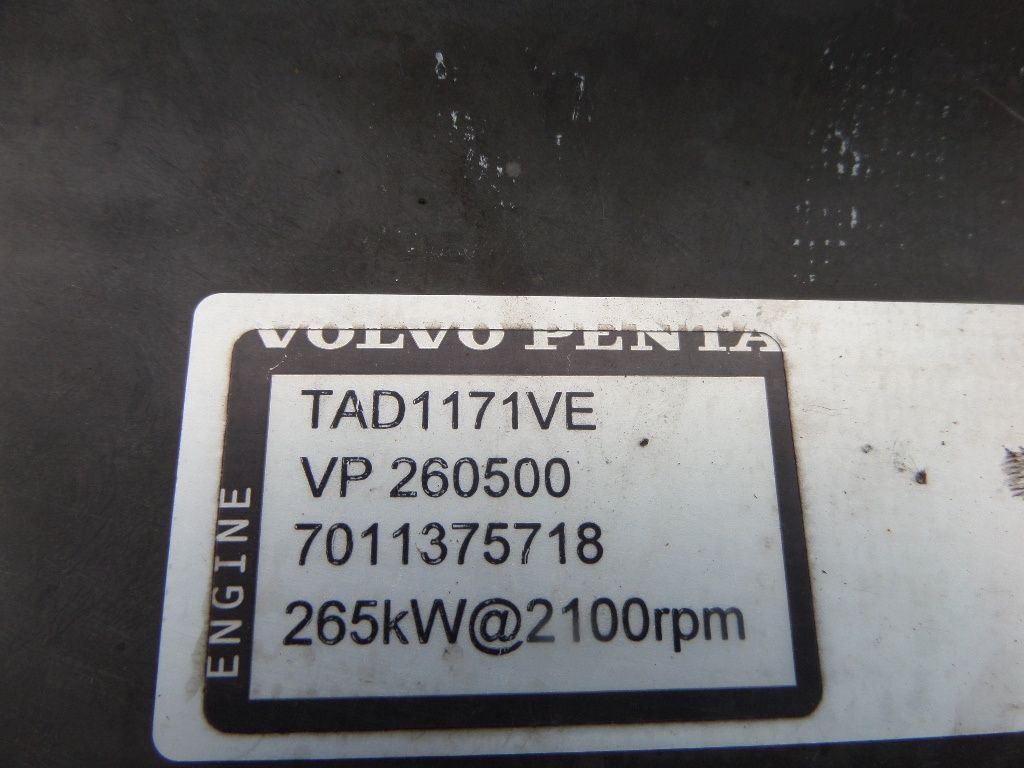 VOLVO PENTA
ENGINE
TAD1171VE
VP 260500
7011375718
265kW@2100rpm